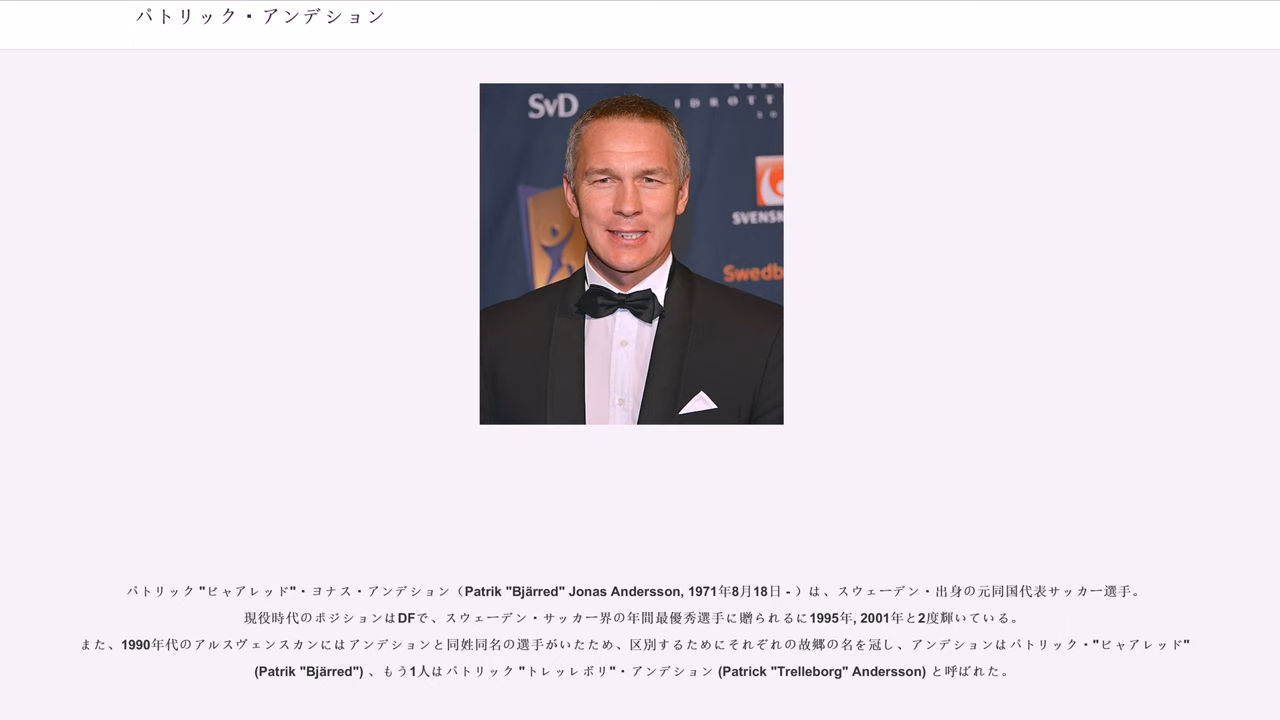 パトリック・アンデション
SvD
IDROTT
SVENSK
Swedb
パトリック "ビャアレッド"・ヨナス・アンデション（Patrik "Bjärred" Jonas Andersson, 1971年8月18日 - ）は、スウェーデン・出身の元同国代表サッカー選手。
現役時代のポジションはDFで、スウェーデン・サッカー界の年間最優秀選手に贈られるに1995年, 2001年と2度輝いている。
また、1990年代のアルスヴェンスカンにはアンデションと同姓同名の選手がいたため、区別するためにそれぞれの故郷の名を冠し、アンデションはパトリック・"ビャアレッド"
(Patrik "Bjärred") 、もう1人はパトリック "トレッレボリ"・アンデション (Patrick "Trelleborg" Andersson) と呼ばれた。